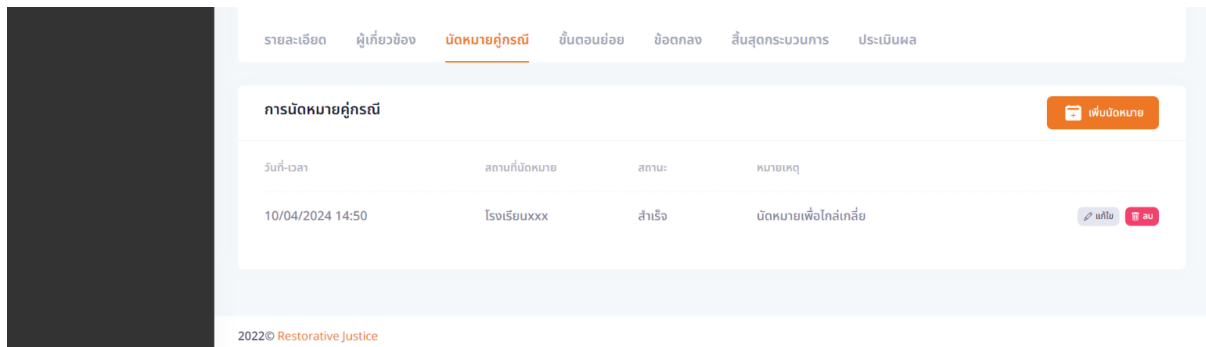 รายละเอียด ผู้เกี่ยวข้อง นัดหมายคู่กรณี ขั้นตอนย่อย ข้อตกลง สิ้นสุดกระบวนการ ประเมินผล
การนัดหมายคู่กรณี เพิ่มนัดหมาย
วันที่-เวลา สถานที่นัดหมาย สถานะ หมายเหตุ
10/04/2024 14:50 โรงเรียนxxx สำเร็จ นัดหมายเพื่อไกล่เกลี่ย แก้ไข ลบ
2022© Restorative Justice